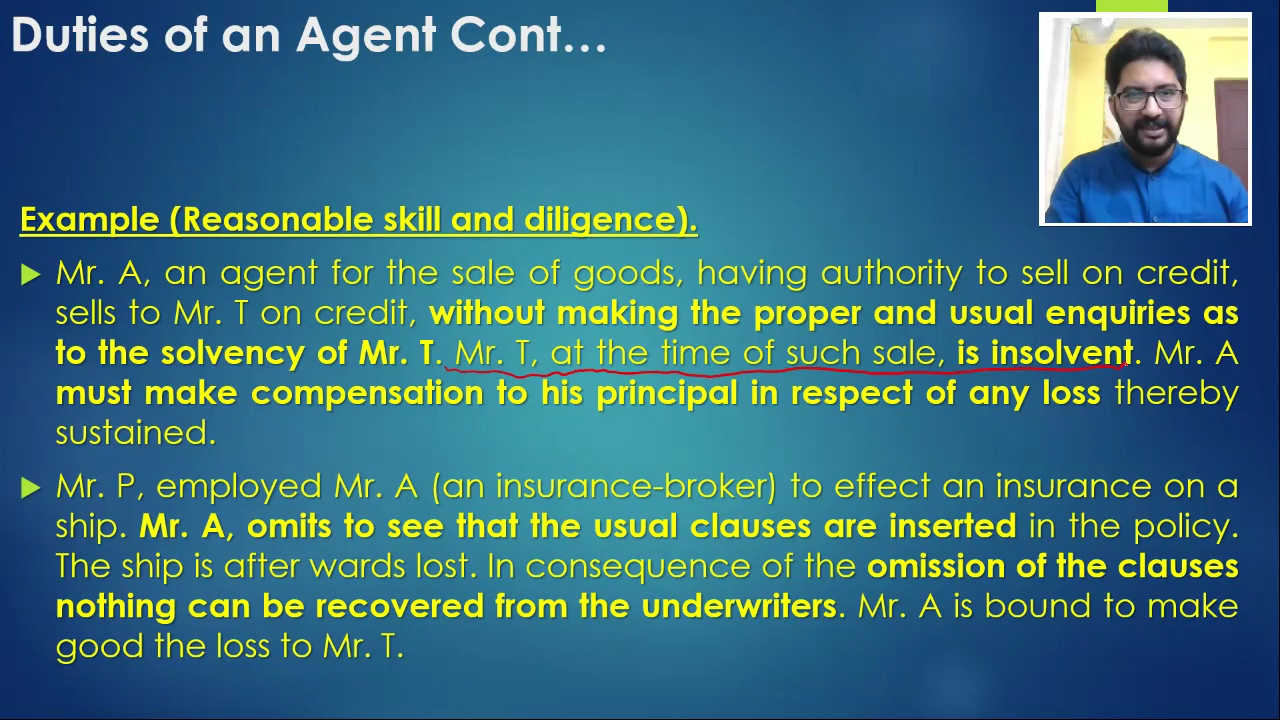 Duties of an Agent Cont…
Example (Reasonable skill and diligence).
Mr. A, an agent for the sale of goods, having authority to sell on credit,
sells to Mr. T on credit, without making the proper and usual enquiries as
to the solvency of Mr. T. Mr. T, at the time of such sale, is insolvent. Mr. A
must make compensation to his principal in respect of any loss thereby
sustained.
Mr. P, employed Mr. A (an insurance-broker) to effect an insurance on a
ship. Mr. A, omits to see that the usual clauses are inserted in the policy.
The ship is after wards lost. In consequence of the omission of the clauses
nothing can be recovered from the underwriters. Mr. A is bound to make
good the loss to Mr. T.